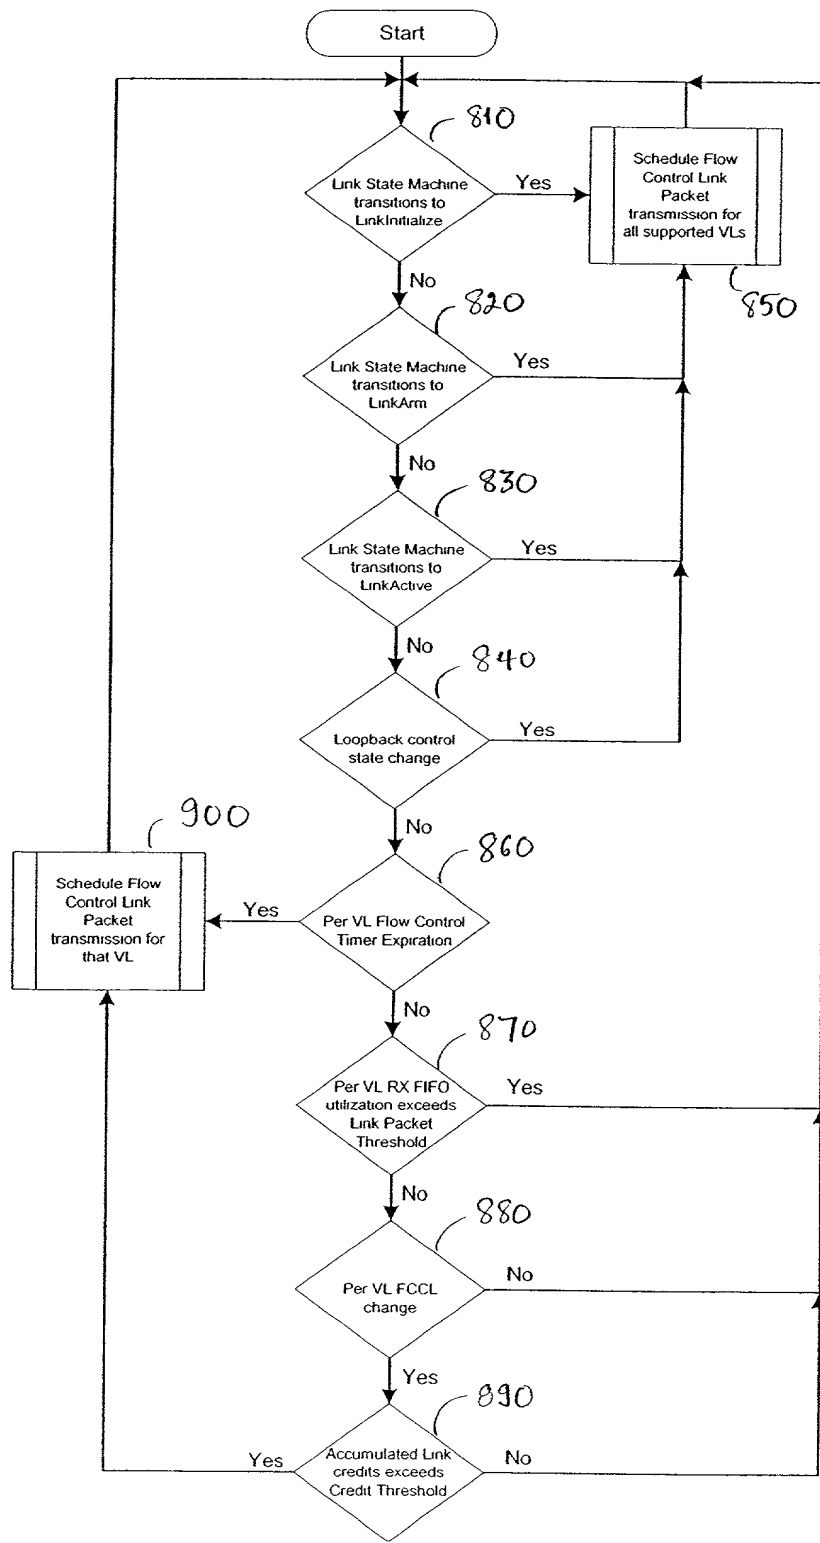 Start
810
Link State Machine
transitions to
LinkInitialize
Yes
Schedule Flow
Control Link
Packet
transmission for
all supported VLs
850
No
820
Link State Machine
transitions to
LinkArm
Yes
No
830
Link State Machine
transitions to
LinkActive
Yes
No
840
Loopback control
state change
Yes
No
900
Schedule Flow
Control Link
Packet
transmission for
that VL
860
Per VL Flow Control
Timer Expiration
Yes
No
870
Per VL RX FIFO
utilization exceeds
Link Packet
Threshold
Yes
No
880
Per VL FCCL
change
No
Yes
890
Accumulated Link
credits exceeds
Credit Threshold
Yes
No